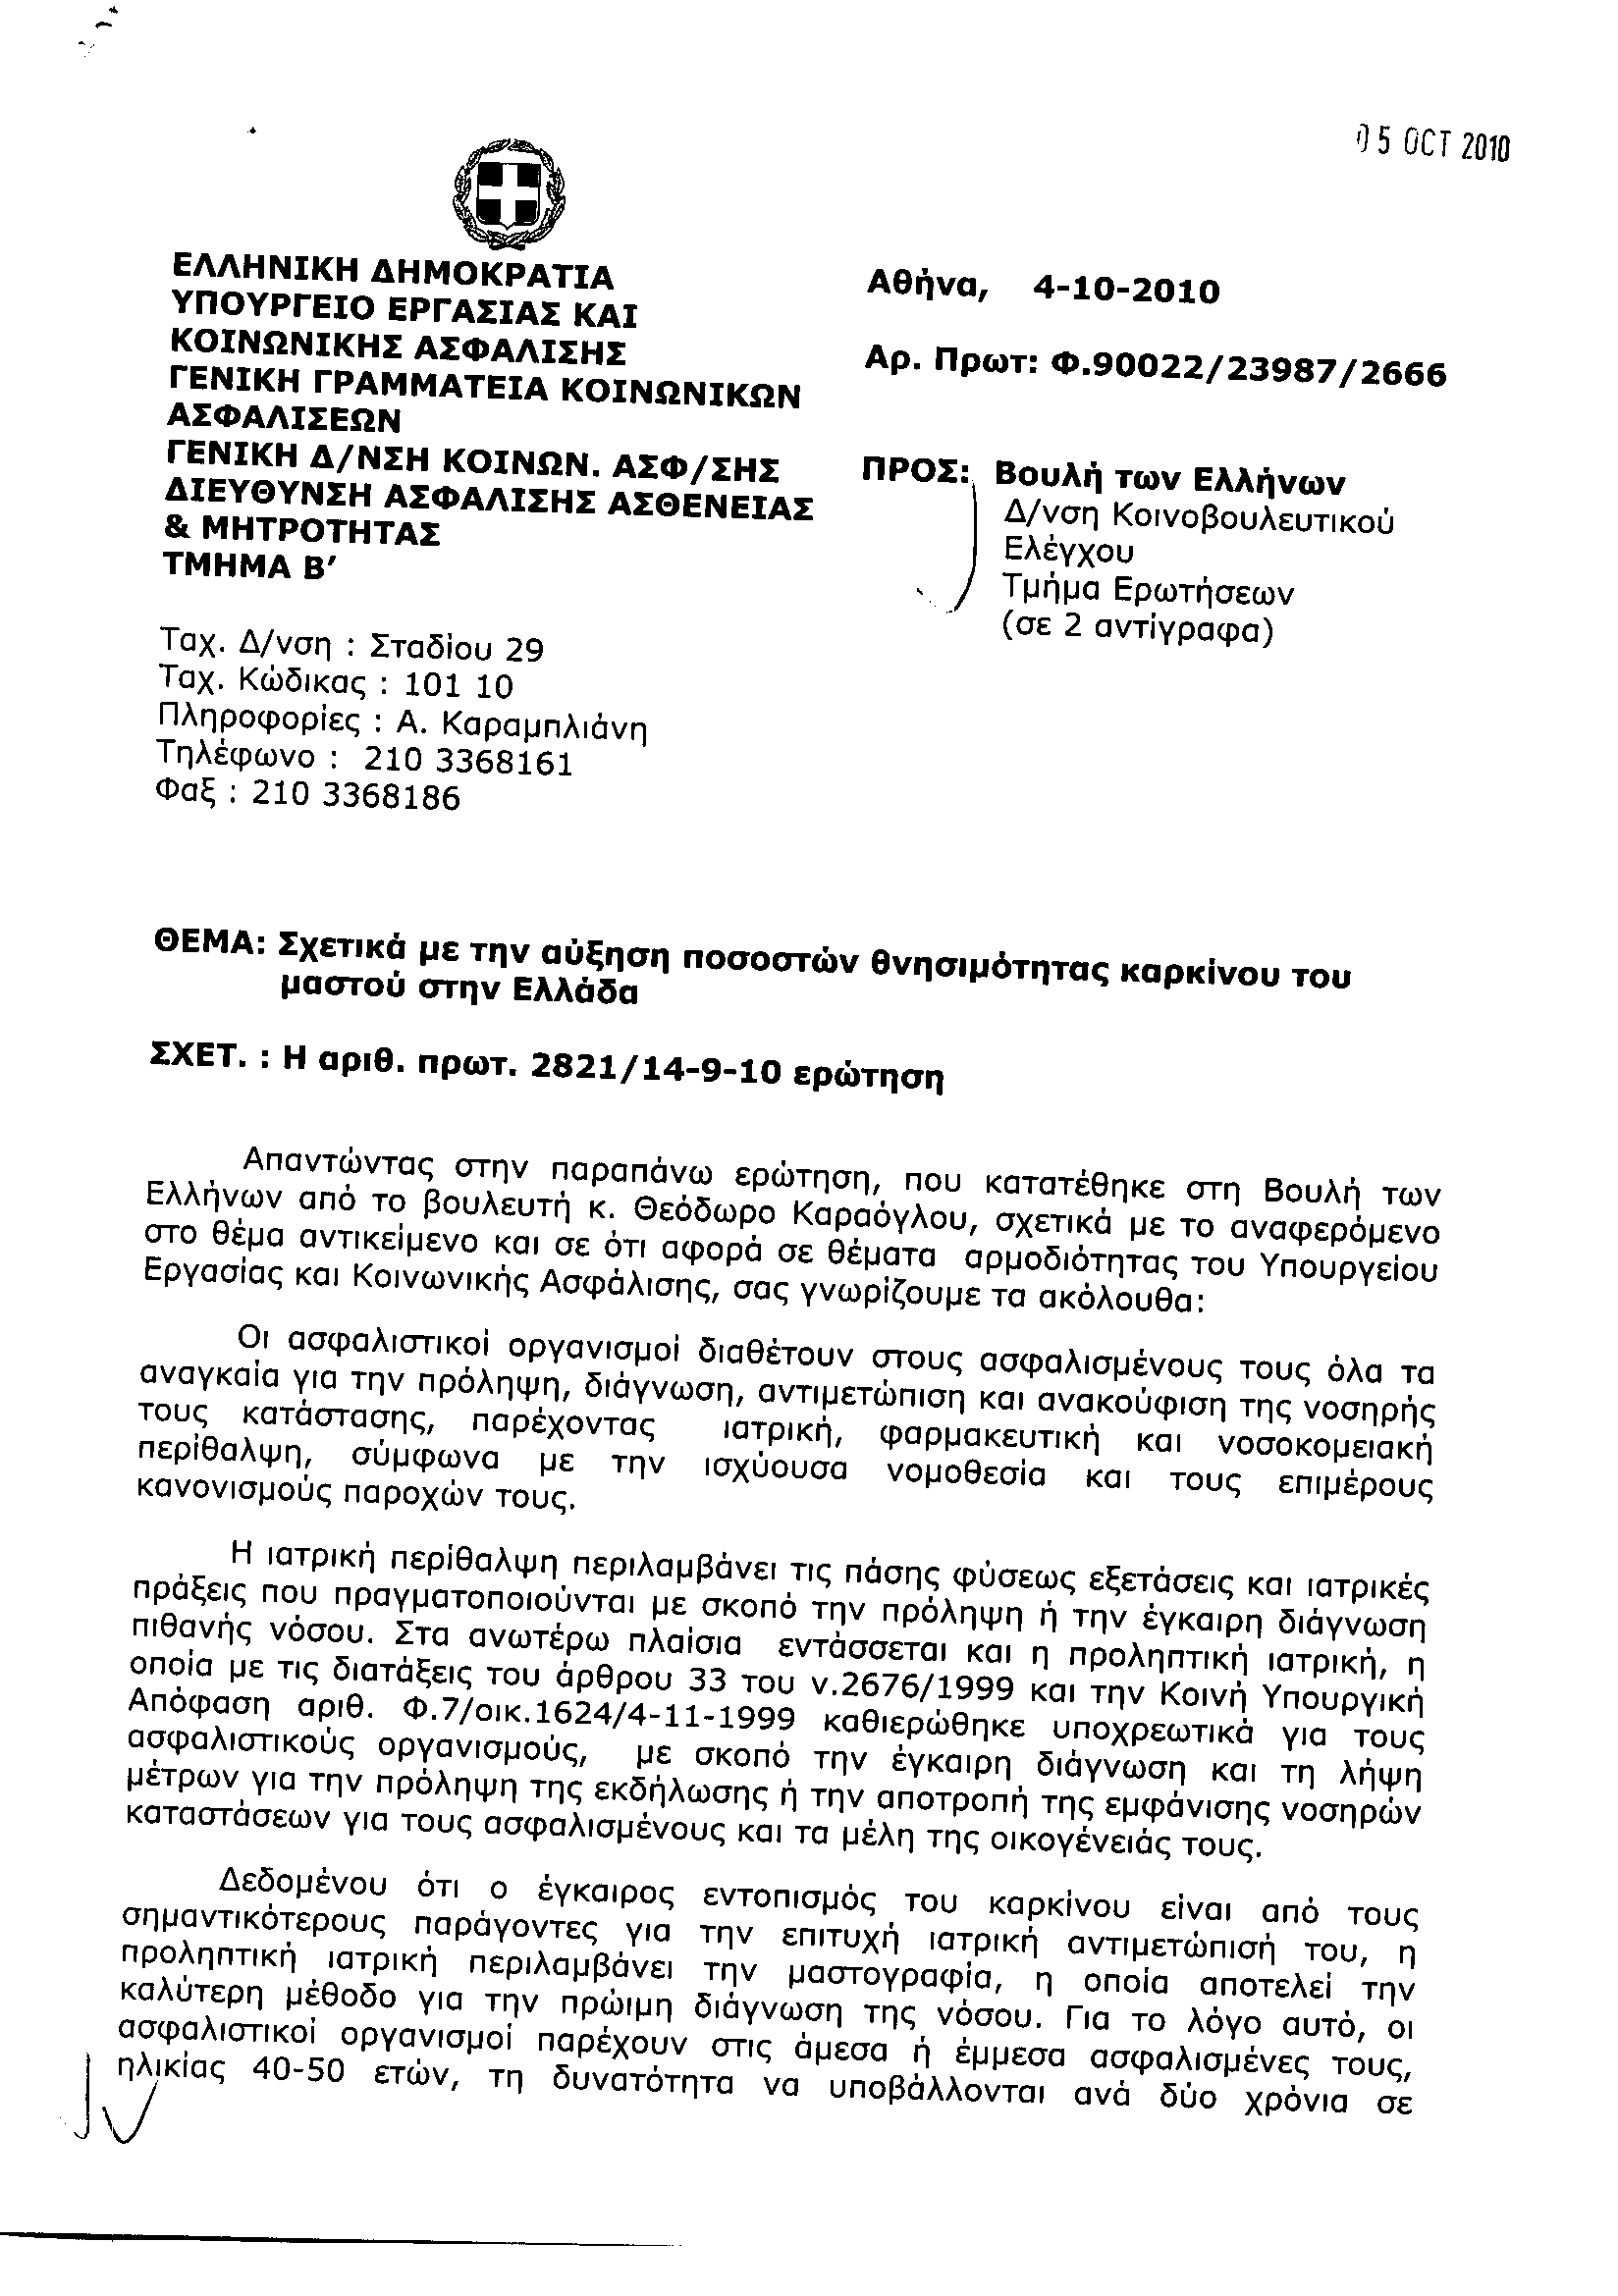 05 OCT 2010
ΕΛΛΗΝΙΚΗ ΔΗΜΟΚΡΑΤΙΑ
ΥΠΟΥΡΓΕΙΟ ΕΡΓΑΣΙΑΣ ΚΑΙ
ΚΟΙΝΩΝΙΚΗΣ ΑΣΦΑΛΙΣΗΣ
ΓΕΝΙΚΗ ΓΡΑΜΜΑΤΕΙΑ ΚΟΙΝΩΝΙΚΩΝ
ΑΣΦΑΛΙΣΕΩΝ
ΓΕΝΙΚΗ Δ/ΝΣΗ ΚΟΙΝΩΝ. ΑΣΦ/ΣΗΣ
ΔΙΕΥΘΥΝΣΗ ΑΣΦΑΛΙΣΗΣ ΑΣΘΕΝΕΙΑΣ
& ΜΗΤΡΟΤΗΤΑΣ
ΤΜΗΜΑ Β'
Ταχ. Δ/νση : Σταδίου 29
Ταχ. Κώδικας : 101 10
Πληροφορίες : Α. Καραμπλιάνη
Τηλέφωνο : 210 3368161
Φαξ : 210 3368186
Αθήνα, 4-10-2010
Αρ. Πρωτ: Φ.90022/23987/2666
ΠΡΟΣ: Βουλή των Ελλήνων
Δ/νση Κοινοβουλευτικού
Ελέγχου
Τμήμα Ερωτήσεων
(σε 2 αντίγραφα)
ΘΕΜΑ: Σχετικά με την αύξηση ποσοστών θνησιμότητας καρκίνου του
μαστού στην Ελλάδα
ΣΧΕΤ. : Η αριθ. πρωτ. 2821/14-9-10 ερώτηση
Απαντώντας στην παραπάνω ερώτηση, που κατατέθηκε στη Βουλή των
Ελλήνων από το βουλευτή κ. Θεόδωρο Καραόγλου, σχετικά με το αναφερόμενο
στο θέμα αντικείμενο και σε ότι αφορά σε θέματα αρμοδιότητας του Υπουργείου
Εργασίας και Κοινωνικής Ασφάλισης, σας γνωρίζουμε τα ακόλουθα:
Οι ασφαλιστικοί οργανισμοί διαθέτουν στους ασφαλισμένους τους όλα τα
αναγκαία για την πρόληψη, διάγνωση, αντιμετώπιση και ανακούφιση της νοσηρής
τους κατάστασης, παρέχοντας ιατρική, φαρμακευτική και νοσοκομειακή
περίθαλψη, σύμφωνα με την ισχύουσα νομοθεσία και τους επιμέρους
κανονισμούς παροχών τους.
Η ιατρική περίθαλψη περιλαμβάνει τις πάσης φύσεως εξετάσεις και ιατρικές
πράξεις που πραγματοποιούνται με σκοπό την πρόληψη ή την έγκαιρη διάγνωση
πιθανής νόσου. Στα ανωτέρω πλαίσια εντάσσεται και η προληπτική ιατρική, η
οποία με τις διατάξεις του άρθρου 33 του ν.2676/1999 και την Κοινή Υπουργική
Απόφαση αριθ. Φ.7/οικ.1624/4-11-1999 καθιερώθηκε υποχρεωτικά για τους
ασφαλιστικούς οργανισμούς, με σκοπό την έγκαιρη διάγνωση και τη λήψη
μέτρων για την πρόληψη της εκδήλωσης ή την αποτροπή της εμφάνισης νοσηρών
καταστάσεων για τους ασφαλισμένους και τα μέλη της οικογένειάς τους.
Δεδομένου ότι ο έγκαιρος εντοπισμός του καρκίνου είναι από τους
σημαντικότερους παράγοντες για την επιτυχή ιατρική αντιμετώπισή του, η
προληπτική ιατρική περιλαμβάνει την μαστογραφία, η οποία αποτελεί την
καλύτερη μέθοδο για την πρώιμη διάγνωση της νόσου. Για το λόγο αυτό, οι
ασφαλιστικοί οργανισμοί παρέχουν στις άμεσα ή έμμεσα ασφαλισμένες τους,
ηλικίας 40-50 ετών, τη δυνατότητα να υποβάλλονται ανά δύο χρόνια σε